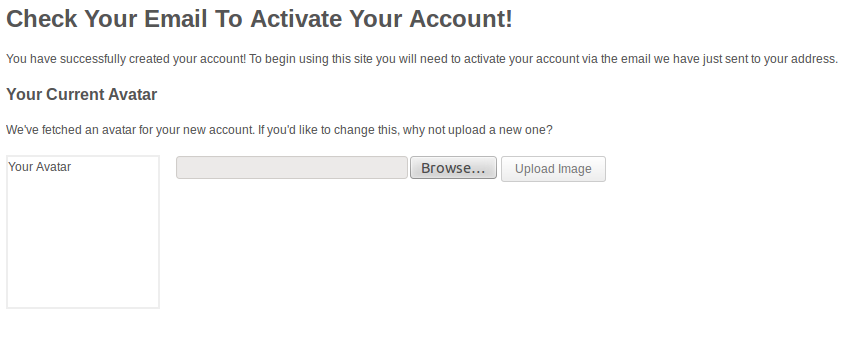 Check Your Email To Activate Your Account!
You have successfully created your account! To begin using this site you will need to activate your account via the email we have just sent to your address.
Your Current Avatar
We've fetched an avatar for your new account. If you'd like to change this, why not upload a new one?
Your Avatar
Browse...
Upload Image